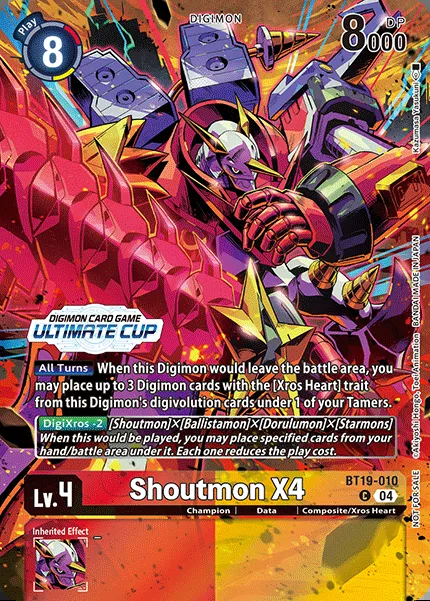 Play
8
DIGIMON
DP
8000
Kazumasa Yasukuni
DIGIMON CARD GAME
ULTIMATE CUP
All Turns When this Digimon would leave the battle area, you
may place up to 3 Digimon cards with the [Xros Heart] trait
from this Digimon's digivolution cards under 1 of your Tamers.
DigiXros -2 [Shoutmon]×[Ballistamon]×[Dorulumon]×[Starmons]
When this would be played, you may place specified cards from your
hand/battle area under it. Each one reduces the play cost.
©Akiyoshi Hongo, Toei Animation BANDAI MADE IN JAPAN
NOT FOR SALE
Lv.4
Shoutmon X4
BT19-010
C 04
Champion Data Composite/Xros Heart
Inherited Effect
-